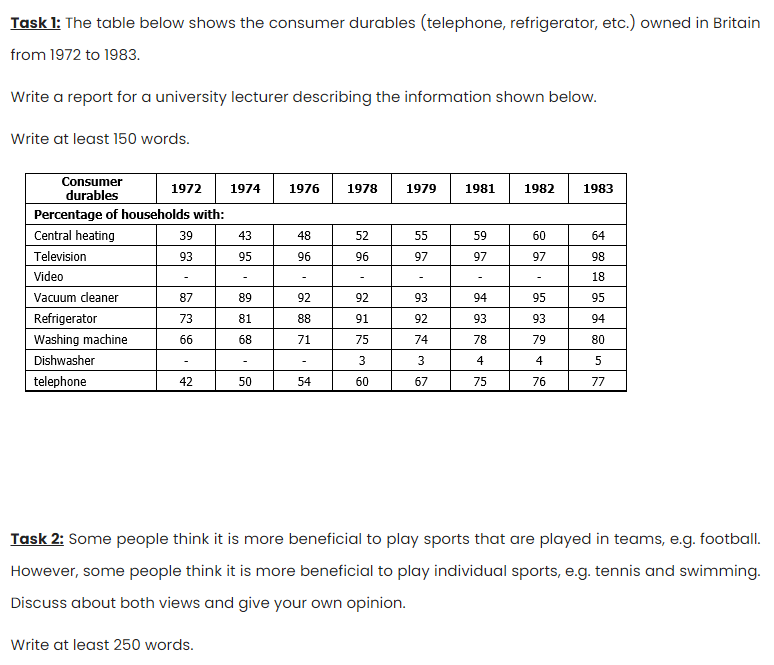 Task 1: The table below shows the consumer durables (telephone, refrigerator, etc.) owned in Britain
from 1972 to 1983.
Write a report for a university lecturer describing the information shown below.
Write at least 150 words.
Consumer durables 1972 1974 1976 1978 1979 1981 1982 1983
Percentage of households with:
Central heating 39 43 48 52 55 59 60 64
Television 93 95 96 96 97 97 97 98
Video - - - - - - - 18
Vacuum cleaner 87 89 92 92 93 94 95 95
Refrigerator 73 81 88 91 92 93 93 94
Washing machine 66 68 71 75 74 78 79 80
Dishwasher - - - 3 3 4 4 5
telephone 42 50 54 60 67 75 76 77
Task 2: Some people think it is more beneficial to play sports that are played in teams, e.g. football.
However, some people think it is more beneficial to play individual sports, e.g. tennis and swimming.
Discuss about both views and give your own opinion.
Write at least 250 words.